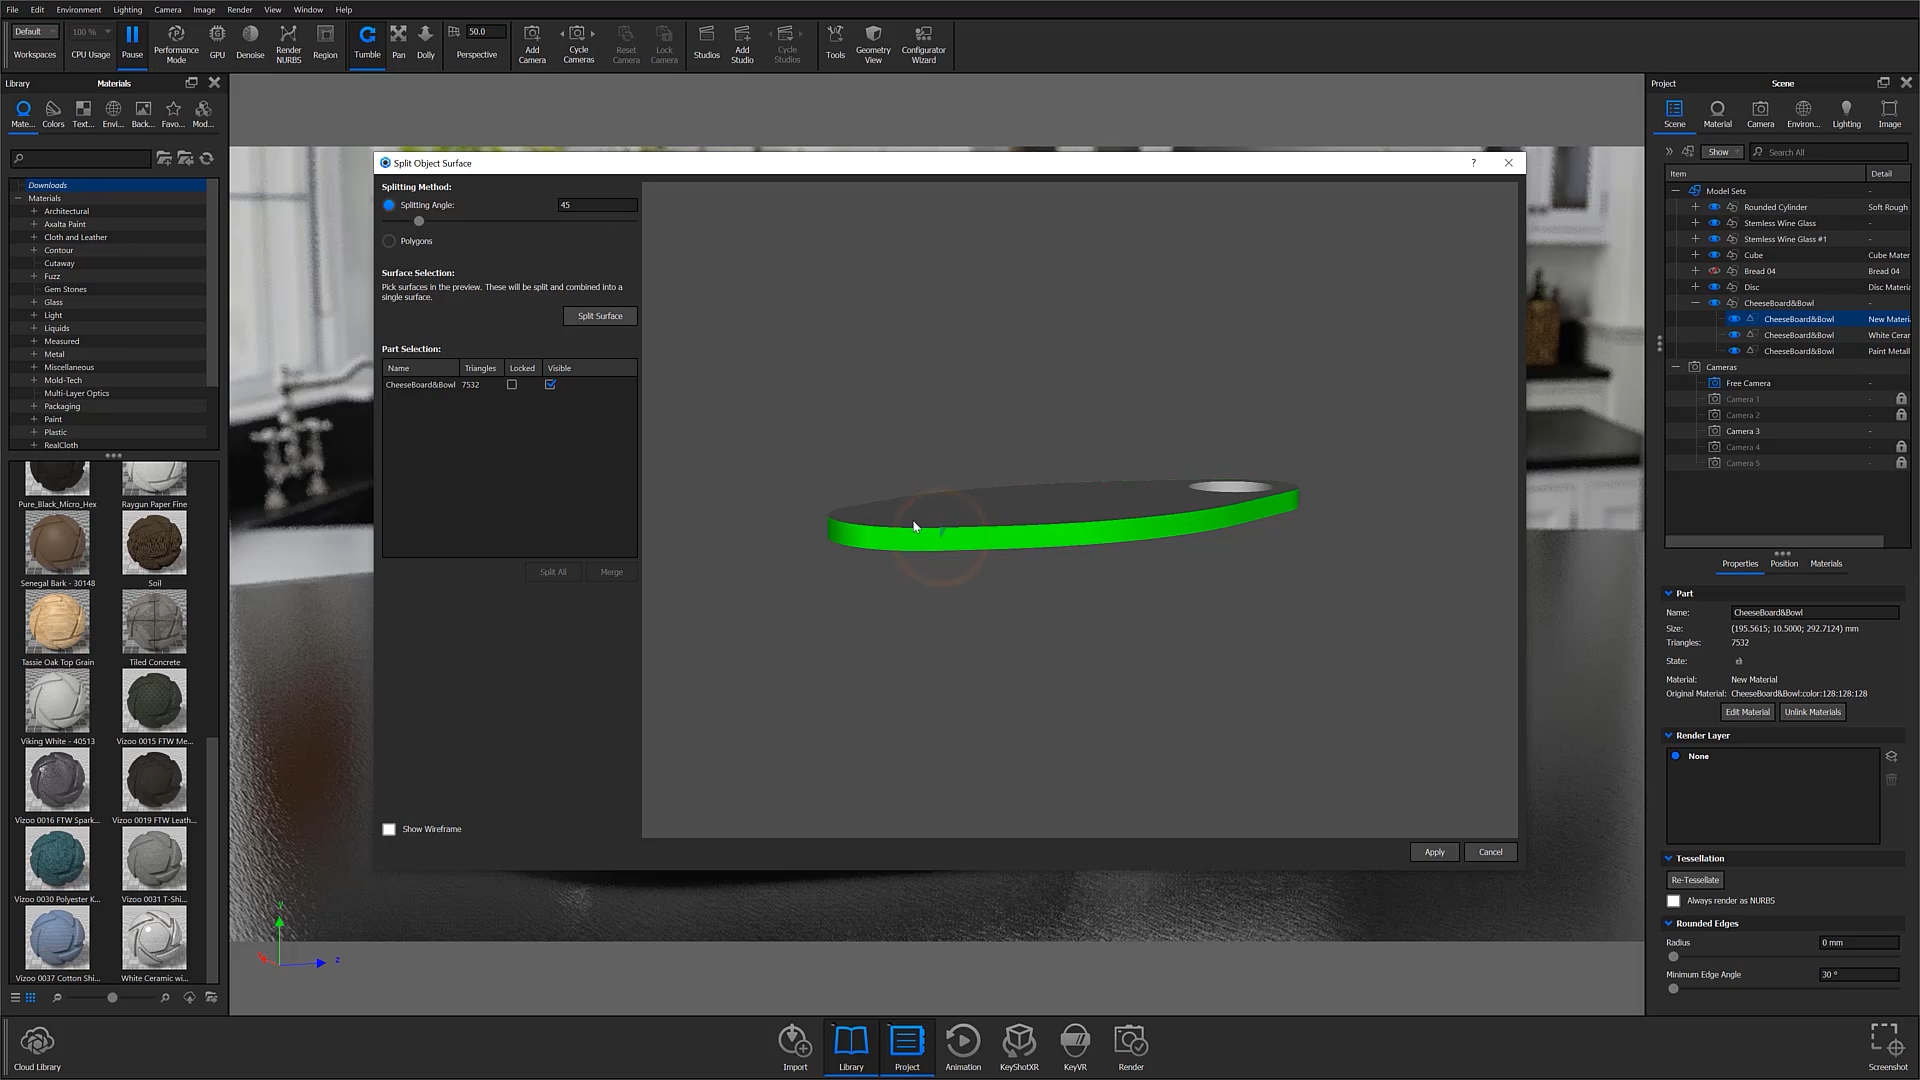 File Edit Environment Lighting Camera Image Render View Window Help
Default 100 % 50.0
Workspaces CPU Usage Pause Performance Mode GPU Denoise Render NURBS Region Tumble Pan Dolly Perspective Add Camera Cycle Cameras Reset Camera Lock Camera Studios Add Studio Cycle Studios Tools Geometry View Configurator Wizard
Library Materials
Mate... Colors Text... Envi... Back... Favo... Mod...
Downloads
Materials
Architectural
Axalta Paint
Cloth and Leather
Contour
Cutaway
Fuzz
Gem Stones
Glass
Light
Liquids
Measured
Metal
Miscellaneous
Mold-Tech
Multi-Layer Optics
Packaging
Paint
Plastic
RealCloth
Pure_Black_Micro_Hex Raygun Paper Fine
Senegal Bark - 30148 Soil
Tassie Oak Top Grain Tiled Concrete
Viking White - 40513 Vizoo 0015 FTW Me...
Vizoo 0016 FTW Spark... Vizoo 0019 FTW Leath...
Vizoo 0030 Polyester K... Vizoo 0031 T-Shi...
Vizoo 0037 Cotton Shi... White Ceramic wi...
Split Object Surface ?
Splitting Method:
Splitting Angle: 45
Polygons
Surface Selection:
Pick surfaces in the preview. These will be split and combined into a
single surface.
Split Surface
Part Selection:
Name Triangles Locked Visible
CheeseBoard&Bowl 7532
Split All Merge
Show Wireframe
Apply Cancel
y
x
z
Project Scene
Scene Material Camera Environ... Lighting Image
Show Search All
Item Detail
Model Sets
Rounded Cylinder Soft Rough
Stemless Wine Glass -
Stemless Wine Glass #1 -
Cube Cube Mater
Bread 04 Bread 04
Disc Disc Materi
CheeseBoard&Bowl -
CheeseBoard&Bowl New Materi
CheeseBoard&Bowl White Cerar
CheeseBoard&Bowl Paint Metall
Cameras
Free Camera -
Camera 1 -
Camera 2 -
Camera 3 -
Camera 4 -
Camera 5 -
Properties Position Materials
Part
Name: CheeseBoard&Bowl
Size: (195.5615; 10.5000; 292.7124) mm
Triangles: 7532
State:
Material: New Material
Original Material: CheeseBoard&Bowl:color:128:128:128
Edit Material Unlink Materials
Render Layer
None
Tessellation
Re-Tessellate
Always render as NURBS
Rounded Edges
Radius 0 mm
Minimum Edge Angle 30 °
Cloud Library Import Library Project Animation KeyShotXR KeyVR Render Screenshot